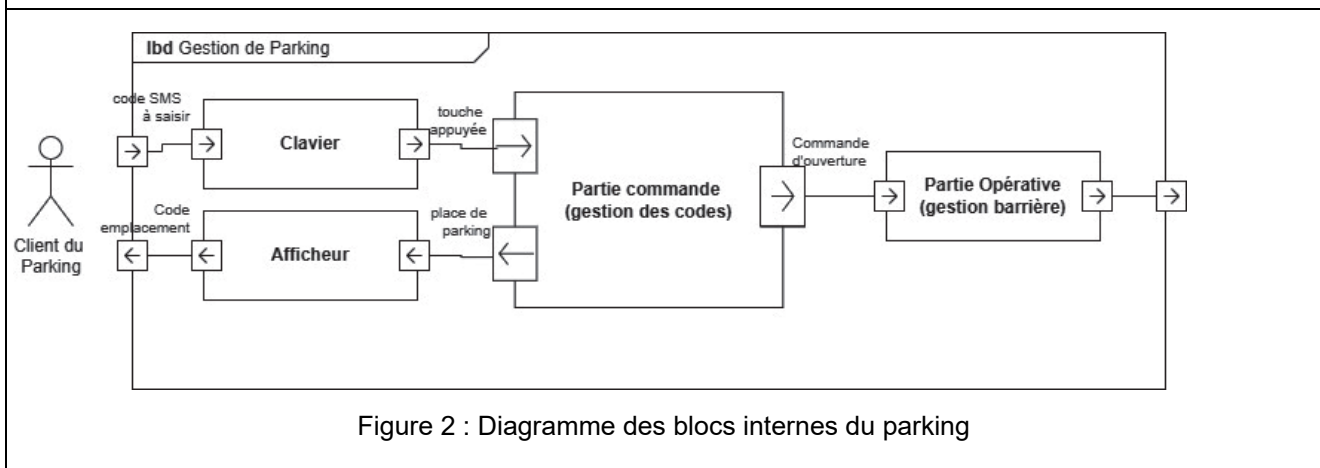 Ibd Gestion de Parking
code SMS
à saisir
Clavier
touche
appuyée
Partie commande
(gestion des codes)
Commande
d'ouverture
Partie Opérative
(gestion barrière)
Client du
Parking
Code
emplacement
Afficheur
place de
parking
Figure 2 : Diagramme des blocs internes du parking